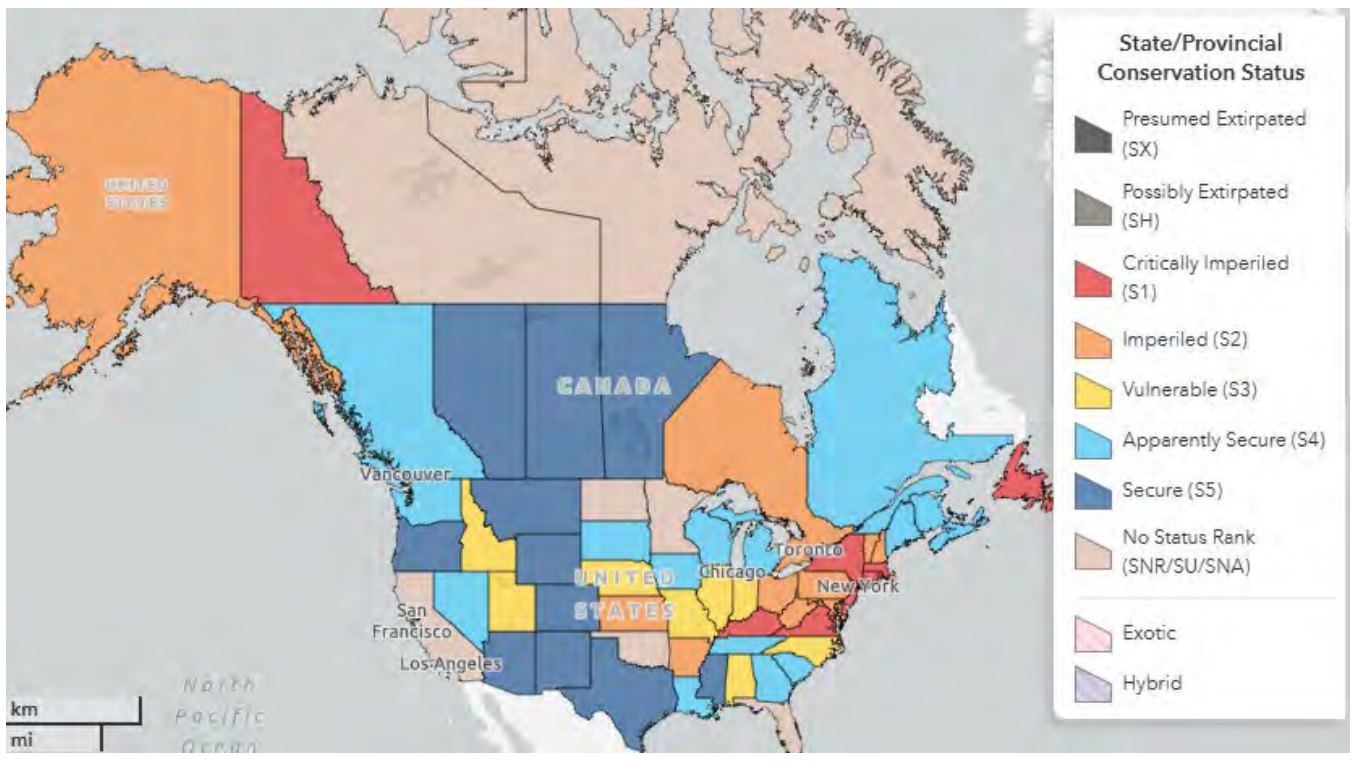 UNITED
STATES
CANADA
Vancouver
Toronto
Chicago
New York
UNITED
STATES
San
Francisco
Los Angeles
North
Pacific
Ocean
km
mi
State/Provincial
Conservation Status
Presumed Extirpated
(SX)
Possibly Extirpated
(SH)
Critically Imperiled
(S1)
Imperiled (S2)
Vulnerable (S3)
Apparently Secure (S4)
Secure (S5)
No Status Rank
(SNR/SU/SNA)
Exotic
Hybrid